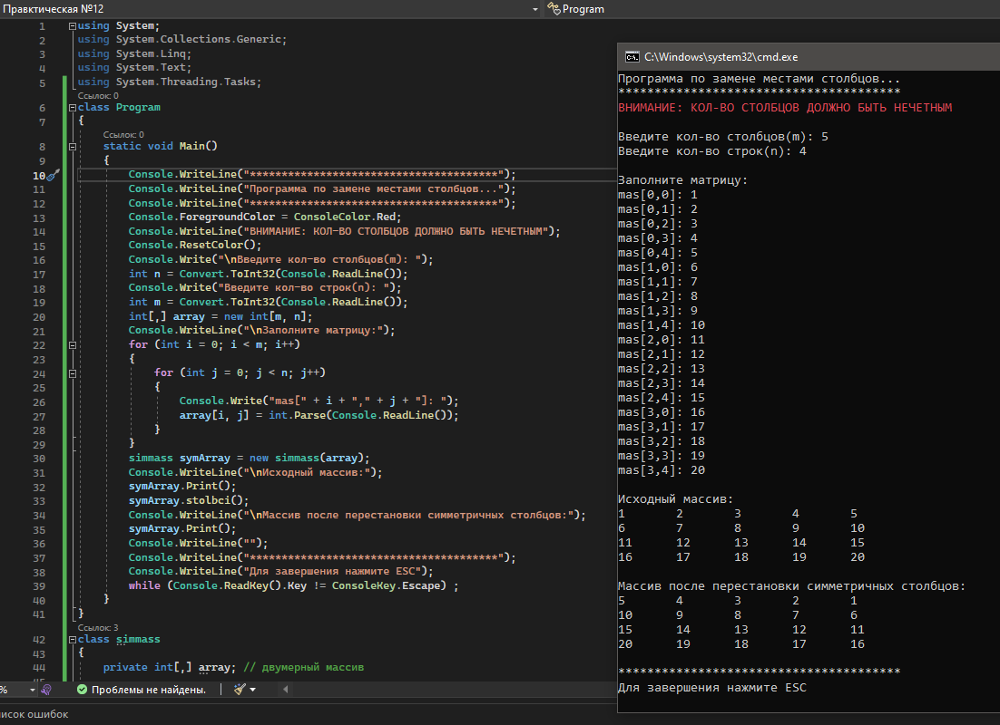 Правктическая №12
Program
1 using System;
2 using System.Collections.Generic;
3 using System.Linq;
4 using System.Text;
5 using System.Threading.Tasks;
Ссылок: 0
6 class Program
7 {
Ссылок: 0
8 static void Main()
9 {
10 Console.WriteLine("***************************************");
11 Console.WriteLine("Программа по замене местами столбцов...");
12 Console.WriteLine("***************************************");
13 Console.ForegroundColor = ConsoleColor.Red;
14 Console.WriteLine("ВНИМАНИЕ: КОЛ-ВО СТОЛБЦОВ ДОЛЖНО БЫТЬ НЕЧЕТНЫМ");
15 Console.ResetColor();
16 Console.Write("\nВведите кол-во столбцов(m): ");
17 int n = Convert.ToInt32(Console.ReadLine());
18 Console.Write("Введите кол-во строк(n): ");
19 int m = Convert.ToInt32(Console.ReadLine());
20 int[,] array = new int[m, n];
21 Console.WriteLine("\nЗаполните матрицу:");
22 for (int i = 0; i < m; i++)
23 {
24 for (int j = 0; j < n; j++)
25 {
26 Console.Write("mas[" + i + "," + j + "]: ");
27 array[i, j] = int.Parse(Console.ReadLine());
28 }
29 }
30 simmass symArray = new simmass(array);
31 Console.WriteLine("\nИсходный массив:");
32 symArray.Print();
33 symArray.stolbci();
34 Console.WriteLine("\nМассив после перестановки симметричных столбцов:");
35 symArray.Print();
36 Console.WriteLine("");
37 Console.WriteLine("***************************************");
38 Console.WriteLine("Для завершения нажмите ESC");
39 while (Console.ReadKey().Key != ConsoleKey.Escape) ;
40 }
41 }
Ссылок: 3
42 class simmass
43 {
44 private int[,] array; // двумерный массив
%
Проблемы не найдены.
C:\Windows\system32\cmd.exe
Программа по замене местами столбцов...
***************************************
ВНИМАНИЕ: КОЛ-ВО СТОЛБЦОВ ДОЛЖНО БЫТЬ НЕЧЕТНЫМ
Введите кол-во столбцов(m): 5
Введите кол-во строк(n): 4
Заполните матрицу:
mas[0,0]: 1
mas[0,1]: 2
mas[0,2]: 3
mas[0,3]: 4
mas[0,4]: 5
mas[1,0]: 6
mas[1,1]: 7
mas[1,2]: 8
mas[1,3]: 9
mas[1,4]: 10
mas[2,0]: 11
mas[2,1]: 12
mas[2,2]: 13
mas[2,3]: 14
mas[2,4]: 15
mas[3,0]: 16
mas[3,1]: 17
mas[3,2]: 18
mas[3,3]: 19
mas[3,4]: 20
Исходный массив:
1 2 3 4 5
6 7 8 9 10
11 12 13 14 15
16 17 18 19 20
Массив после перестановки симметричных столбцов:
5 4 3 2 1
10 9 8 7 6
15 14 13 12 11
20 19 18 17 16
***************************************
Для завершения нажмите ESC
исок ошибок